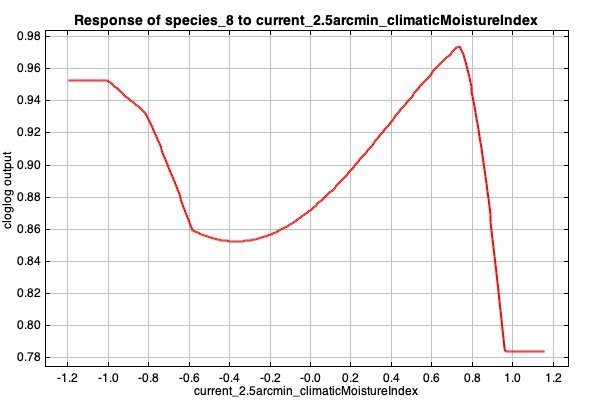 Response of species_8 to current_2.5arcmin_climaticMoistureIndex
0.98
0.96
0.94
0.92
0.90
0.88
0.86
0.84
0.82
0.80
0.78
cloglog output
-1.2 -1.0 -0.8 -0.6 -0.4 -0.2 -0.0 0.2 0.4 0.6 0.8 1.0 1.2
current_2.5arcmin_climaticMoistureIndex